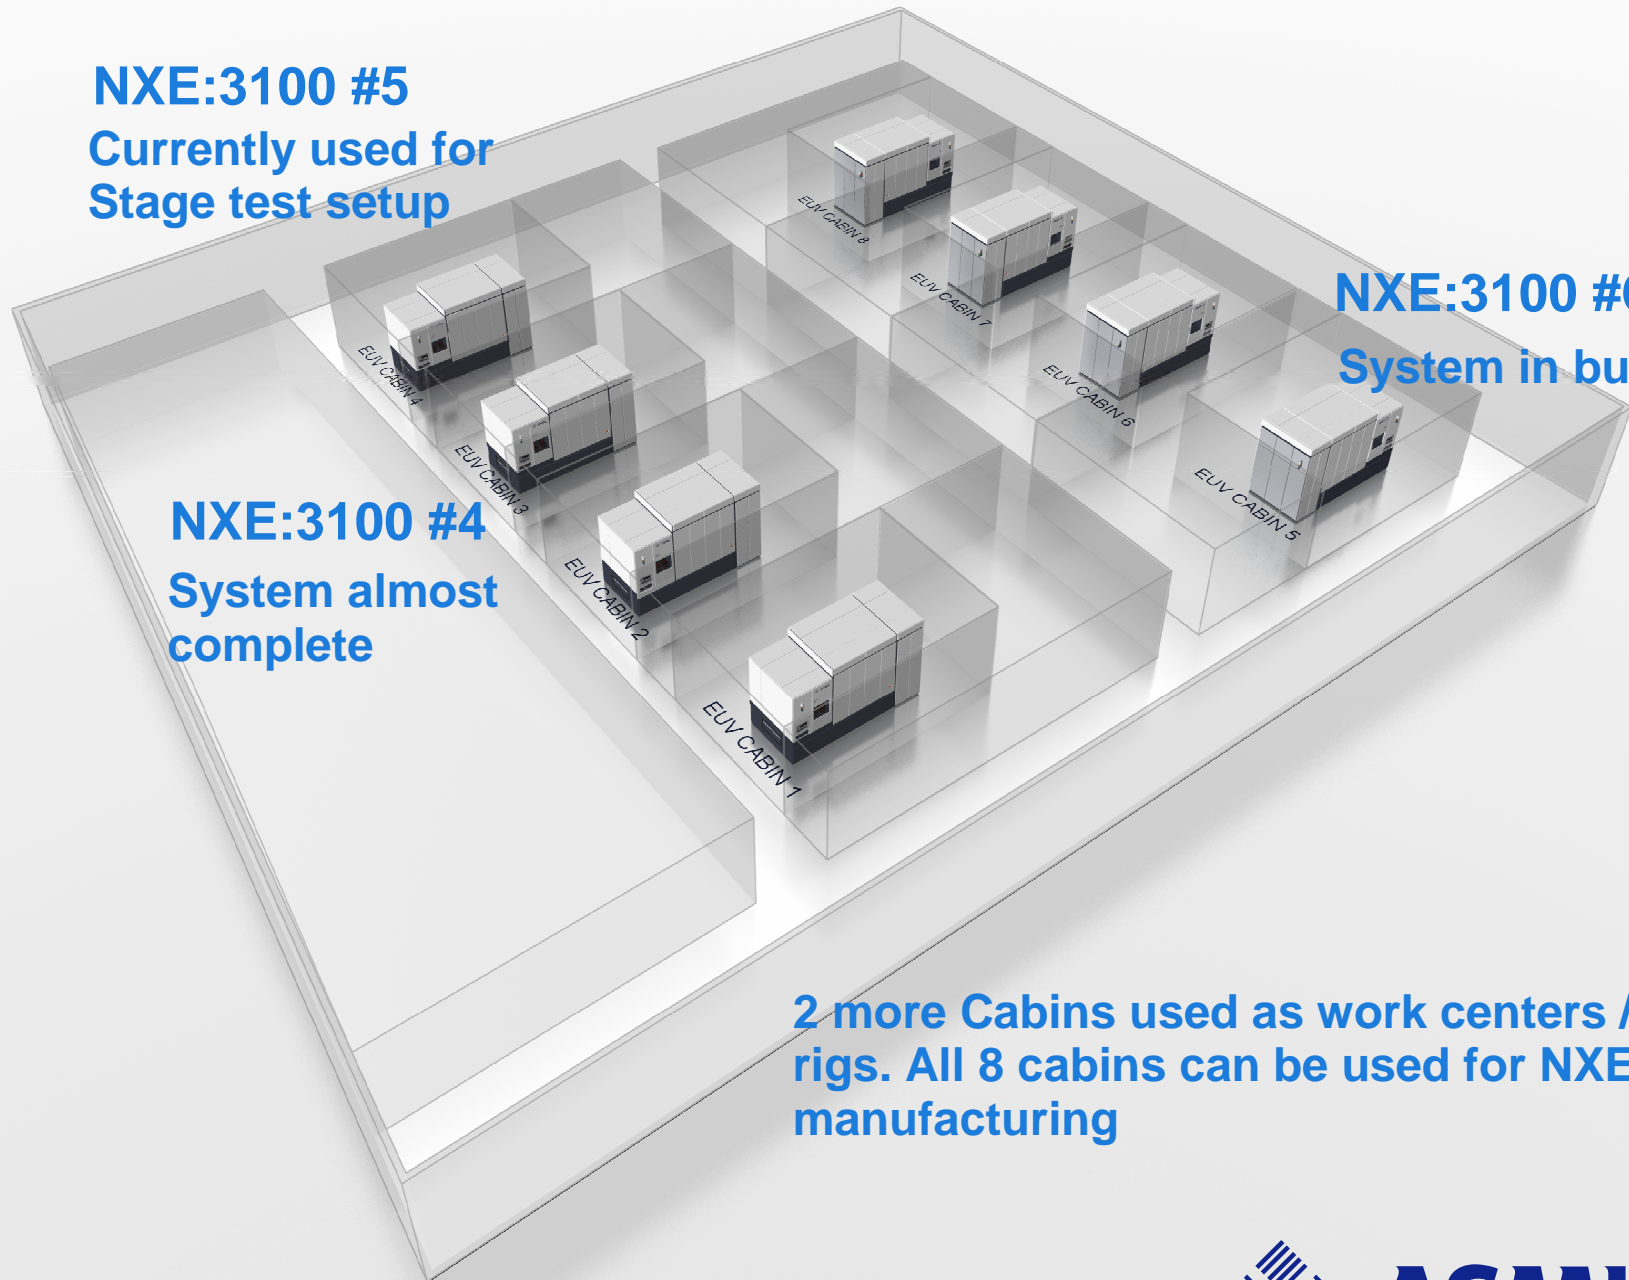 NXE:3100 #5
Currently used for
Stage test setup
EUV CABIN 8
EUV CABIN 7
NXE:3100 #6
System in bu
EUV CABIN 4
EUV CABIN 6
EUV CABIN 3
EUV CABIN 5
NXE:3100 #4
System almost
complete
EUV CABIN 2
EUV CABIN 1
2 more Cabins used as work centers /
rigs. All 8 cabins can be used for NXE
manufacturing